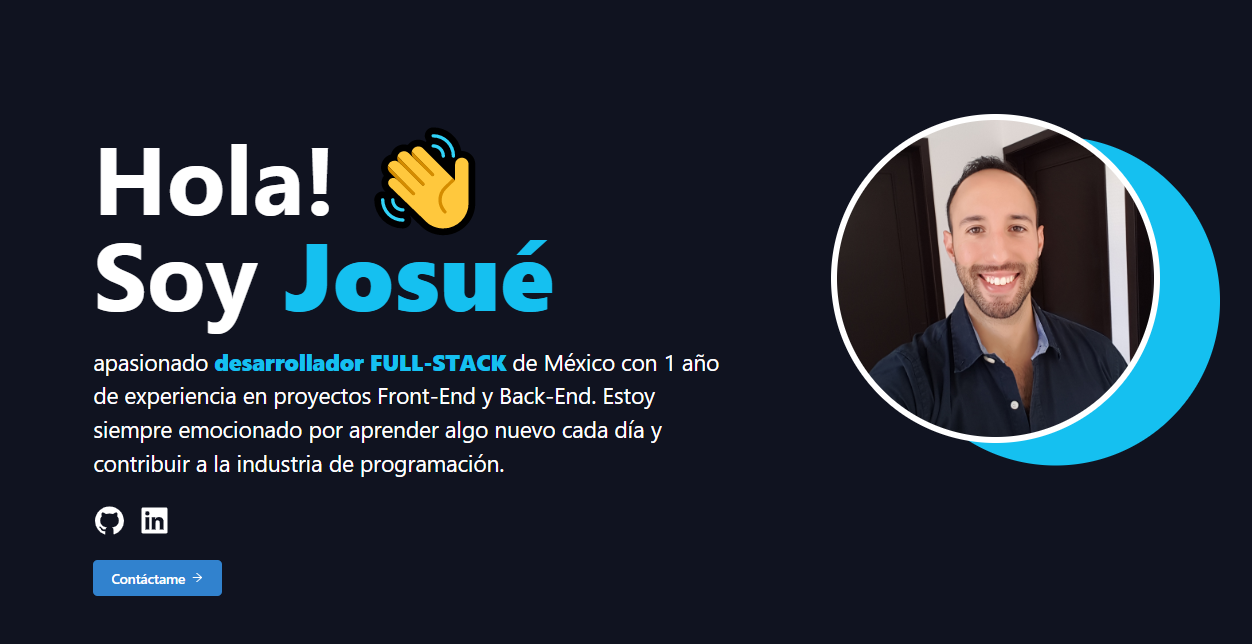 Hola!
Soy Josué
apasionado desarrollador FULL-STACK de México con 1 año
de experiencia en proyectos Front-End y Back-End. Estoy
siempre emocionado por aprender algo nuevo cada día y
contribuir a la industria de programación.
in
Contáctame →